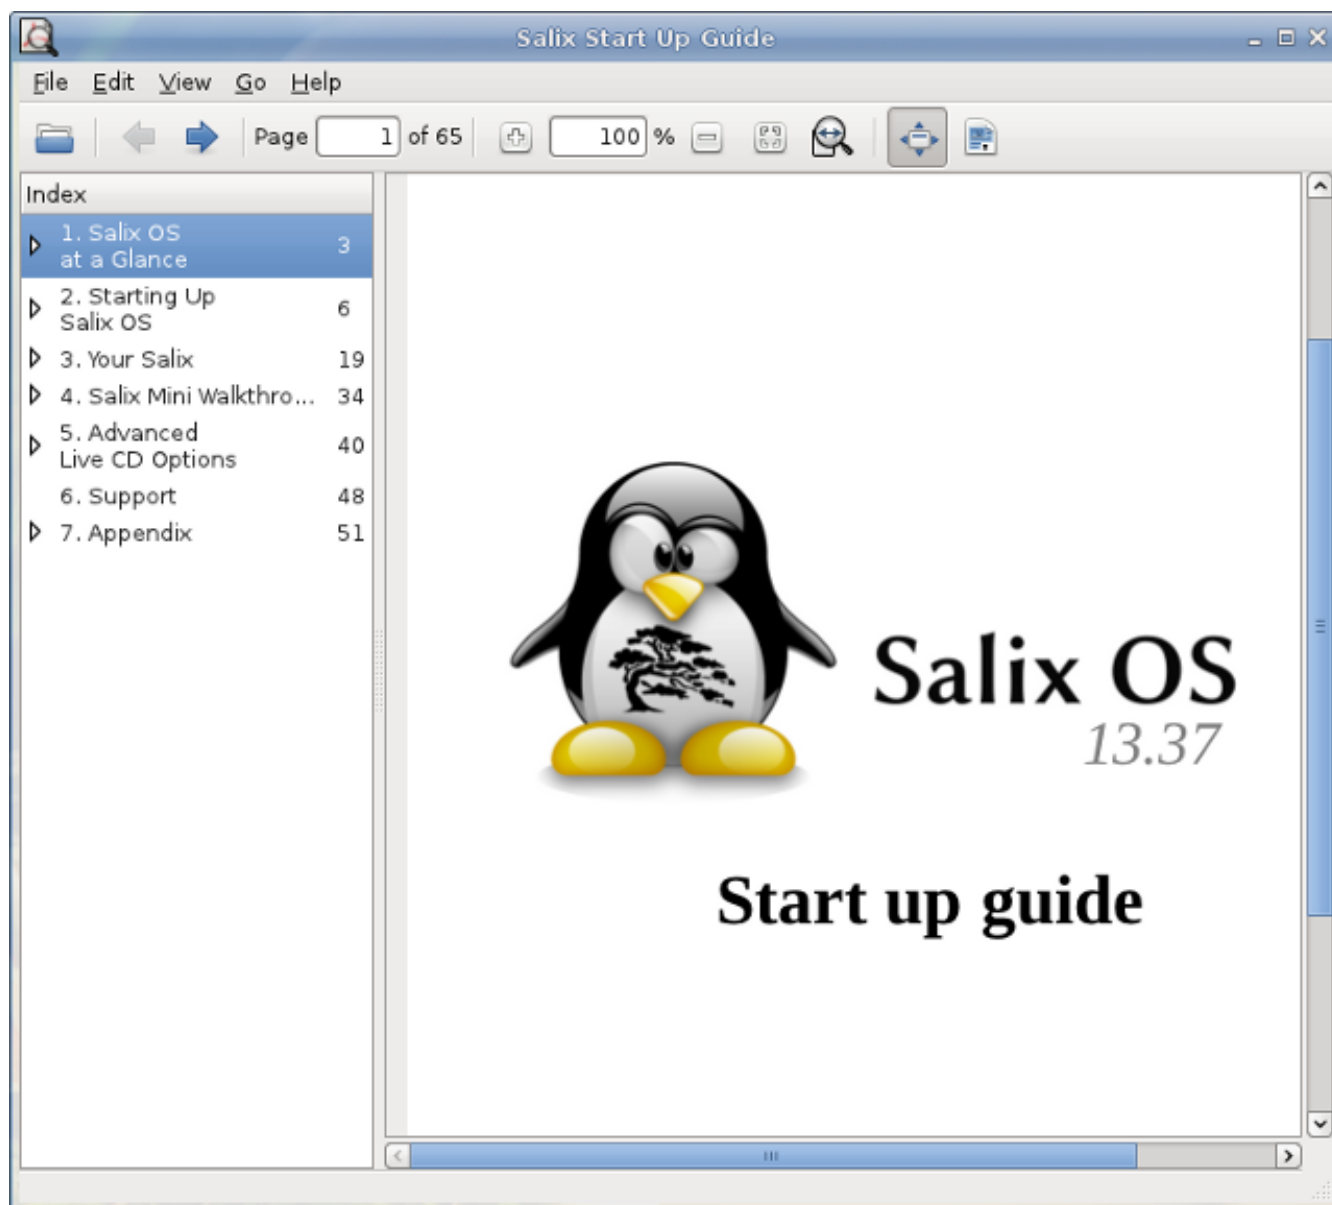 Salix Start Up Guide
File Edit View Go Help
Page 1 of 65 100 %
Index
1. Salix OS
at a Glance 3
2. Starting Up
Salix OS 6
3. Your Salix 19
4. Salix Mini Walkthro... 34
5. Advanced
Live CD Options 40
6. Support 48
7. Appendix 51
Salix OS
13.37
Start up guide